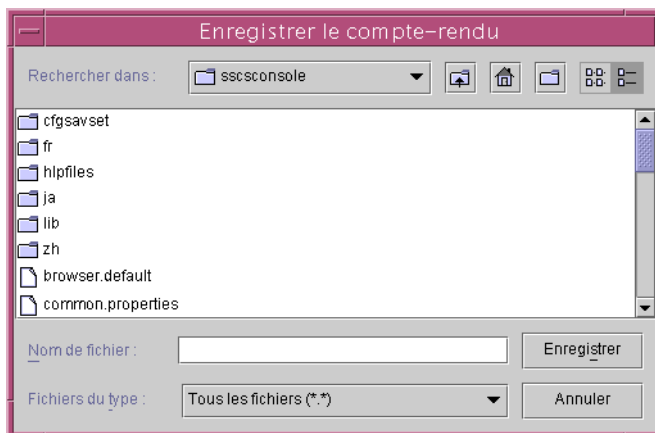 Enregistrer le compte-rendu
Rechercher dans : sscsconsole
cfgsavset
fr
hlpfiles
ja
lib
zh
browser.default
common.properties
Nom de fichier : Enregistrer
Fichiers du type : Tous les fichiers (*.*) Annuler